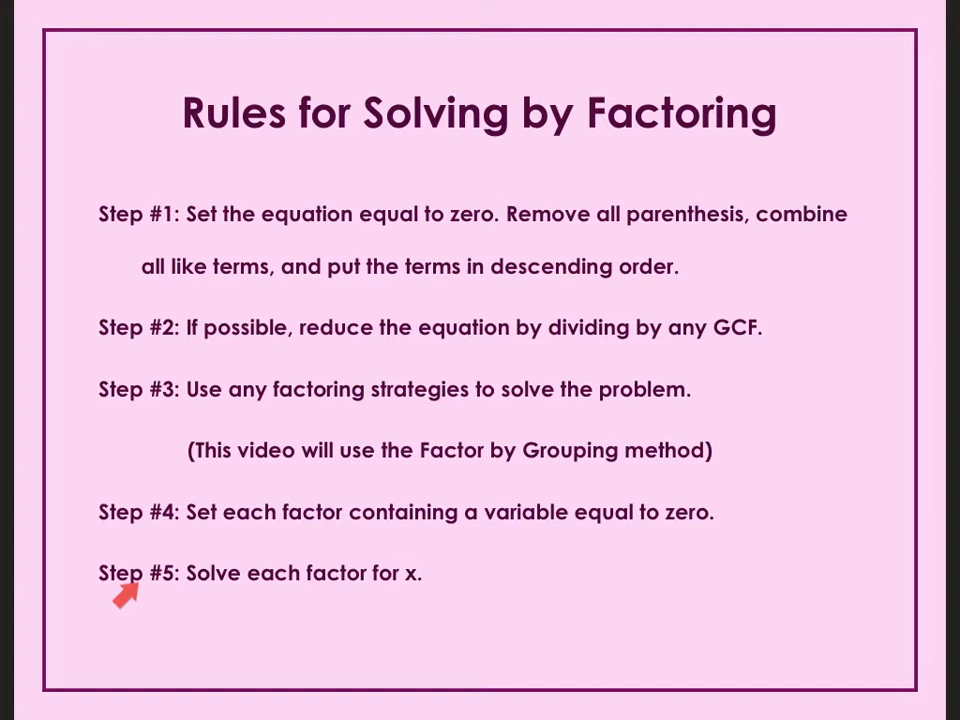 Rules for Solving by Factoring
Step #1: Set the equation equal to zero. Remove all parenthesis, combine
all like terms, and put the terms in descending order.
Step #2: If possible, reduce the equation by dividing by any GCF.
Step #3: Use any factoring strategies to solve the problem.
(This video will use the Factor by Grouping method)
Step #4: Set each factor containing a variable equal to zero.
Step #5: Solve each factor for x.